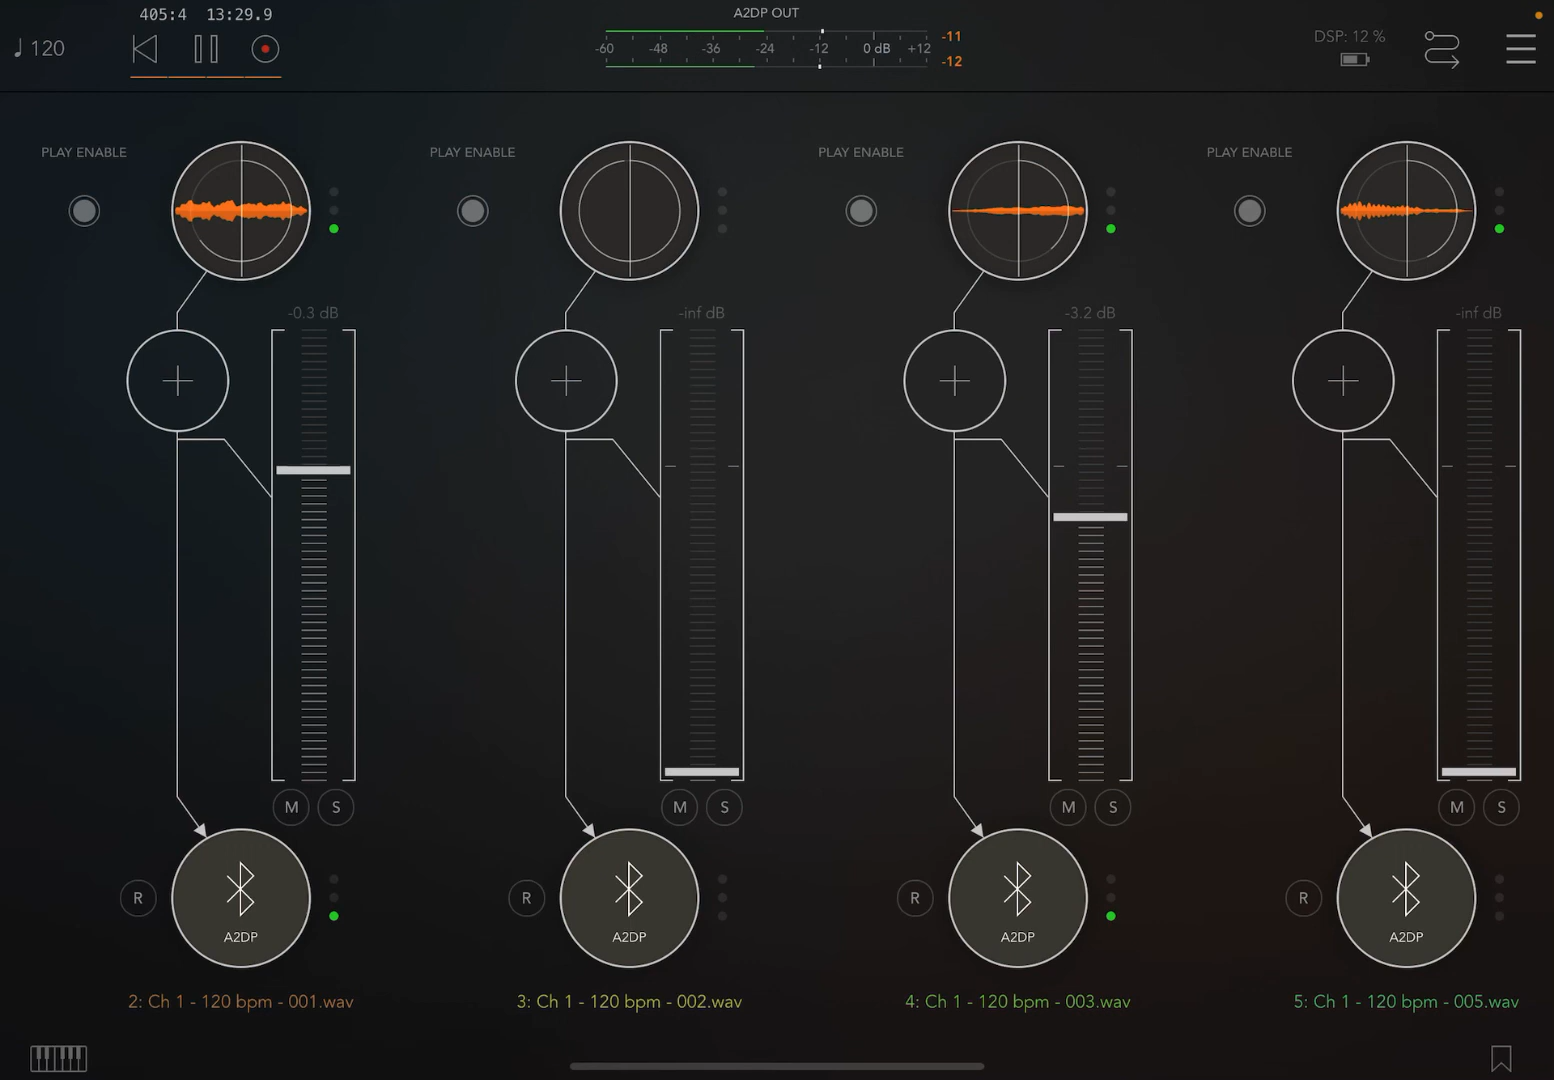 405:4 13:29.9
120
A2DP OUT
-60 -48 -36 -24 -12 0 dB +12
-11
-12
DSP: 12 %
PLAY ENABLE PLAY ENABLE PLAY ENABLE PLAY ENABLE
-0.3 dB -inf dB -3.2 dB -inf dB
M S M S M S M S
R R R R
A2DP A2DP A2DP A2DP
2: Ch 1 - 120 bpm - 001.wav 3: Ch 1 - 120 bpm - 002.wav 4: Ch 1 - 120 bpm - 003.wav 5: Ch 1 - 120 bpm - 005.wav